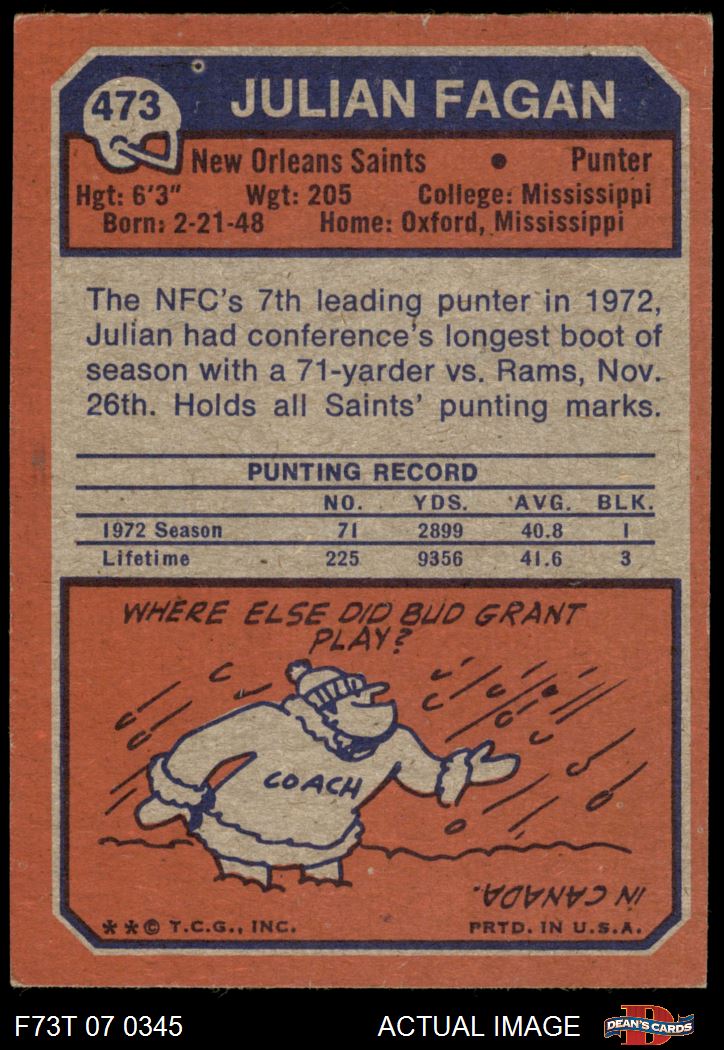 473
JULIAN FAGAN
New Orleans Saints • Punter
Hgt: 6'3" Wgt: 205 College: Mississippi
Born: 2-21-48 Home: Oxford, Mississippi
The NFC's 7th leading punter in 1972,
Julian had conference's longest boot of
season with a 71-yarder vs. Rams, Nov.
26th. Holds all Saints' punting marks.
PUNTING RECORD
NO. YDS. AVG. BLK.
1972 Season 71 2899 40.8 1
Lifetime 225 9356 41.6 3
WHERE ELSE DID BUD GRANT
PLAY?
COACH
IN CANADA.
**© T.C.G., INC. PRTD. IN U.S.A.
F73T 07 0345 ACTUAL IMAGE
D
DEAN'S CARDS